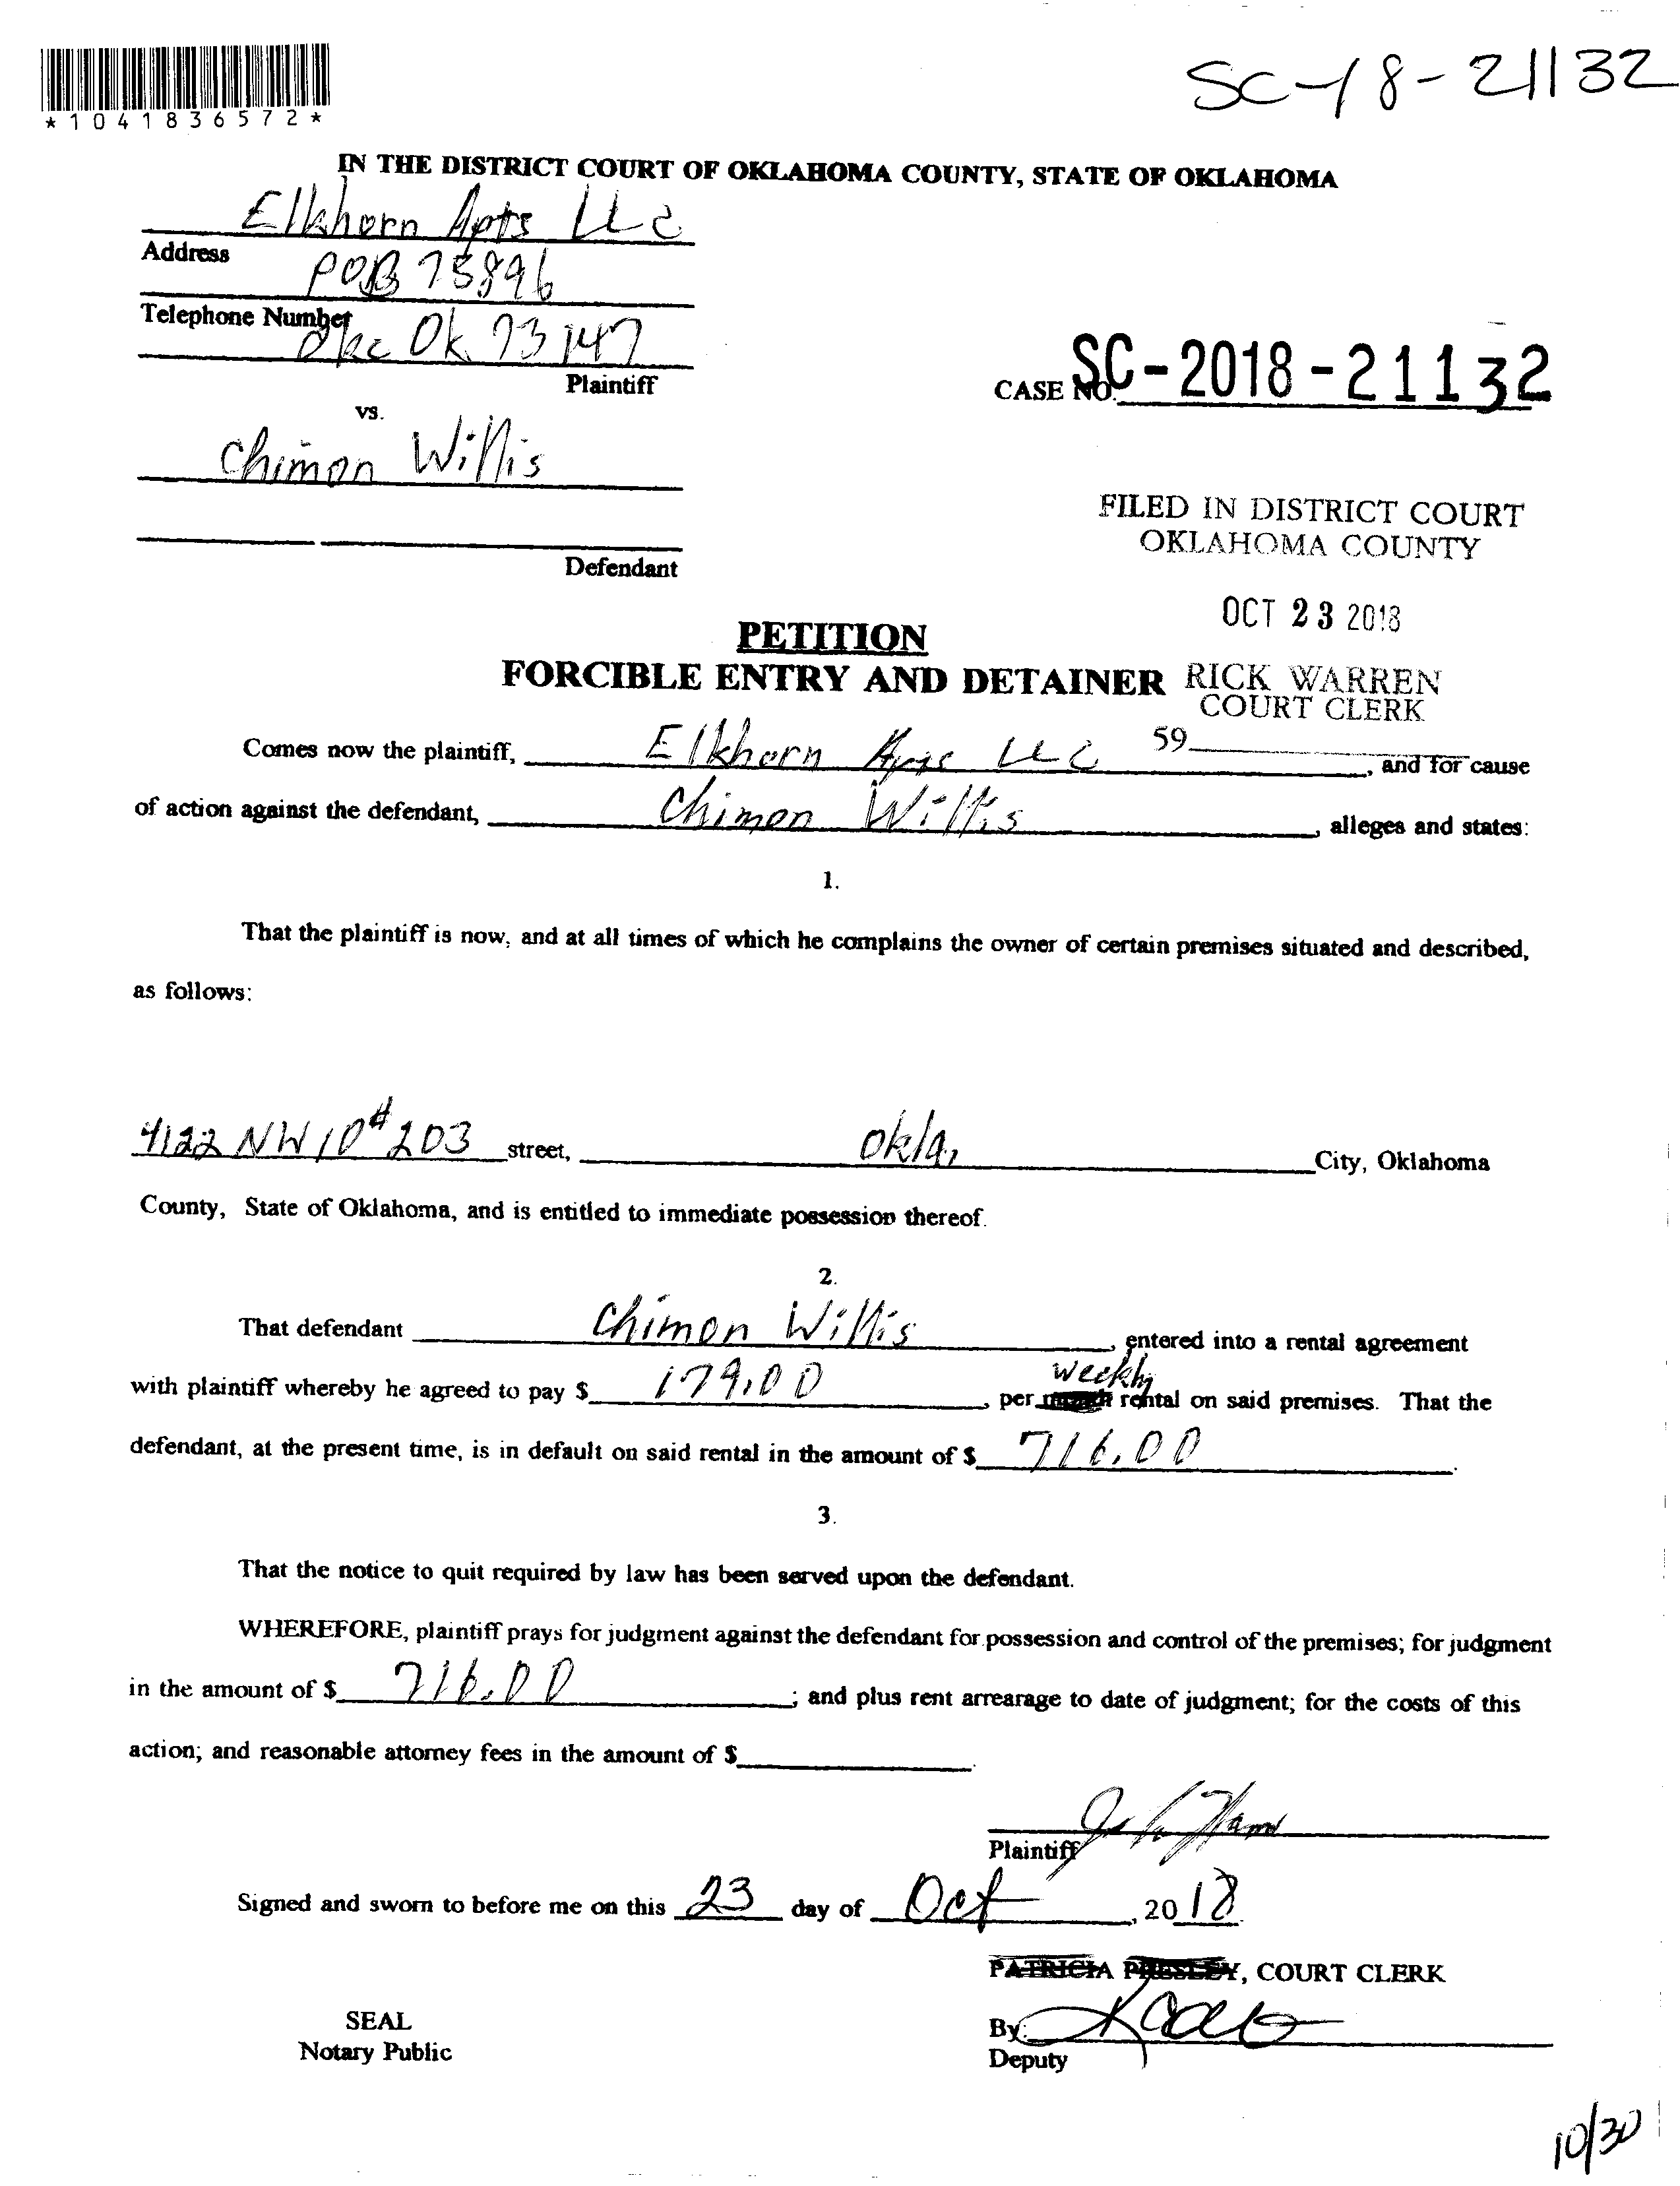 *1041836572*
SC-18-21132
IN THE DISTRICT COURT OF OKLAHOMA COUNTY, STATE OF OKLAHOMA
Elkhorn Apts LLC
Address
POB 75896
Telephone Number
Okc Ok 73147
Plaintiff
CASE NO. SC-2018-21132
vs.
Chimon Willis
FILED IN DISTRICT COURT
OKLAHOMA COUNTY
Defendant
OCT 23 2018
PETITION
FORCIBLE ENTRY AND DETAINER
RICK WARREN
COURT CLERK
59
Comes now the plaintiff, Elkhorn Apts LLC, and for cause
of action against the defendant, Chimon Willis, alleges and states:
1.
That the plaintiff is now, and at all times of which he complains the owner of certain premises situated and described,
as follows:
4122 NW 10 # 203 street, Okla, City, Oklahoma
County, State of Oklahoma, and is entitled to immediate possession thereof.
2.
That defendant Chimon Willis, entered into a rental agreement
with plaintiff whereby he agreed to pay $ 179.00, per weekly rental on said premises. That the
defendant, at the present time, is in default on said rental in the amount of $ 716.00.
3.
That the notice to quit required by law has been served upon the defendant.
WHEREFORE, plaintiff prays for judgment against the defendant for possession and control of the premises; for judgment
in the amount of $ 716.00; and plus rent arrearage to date of judgment; for the costs of this
action; and reasonable attorney fees in the amount of $ .
Plaintiff
Signed and sworn to before me on this 23 day of Oct, 2018.
PATRICIA PRESLEY, COURT CLERK
SEAL
Notary Public
By:
Deputy
10/30